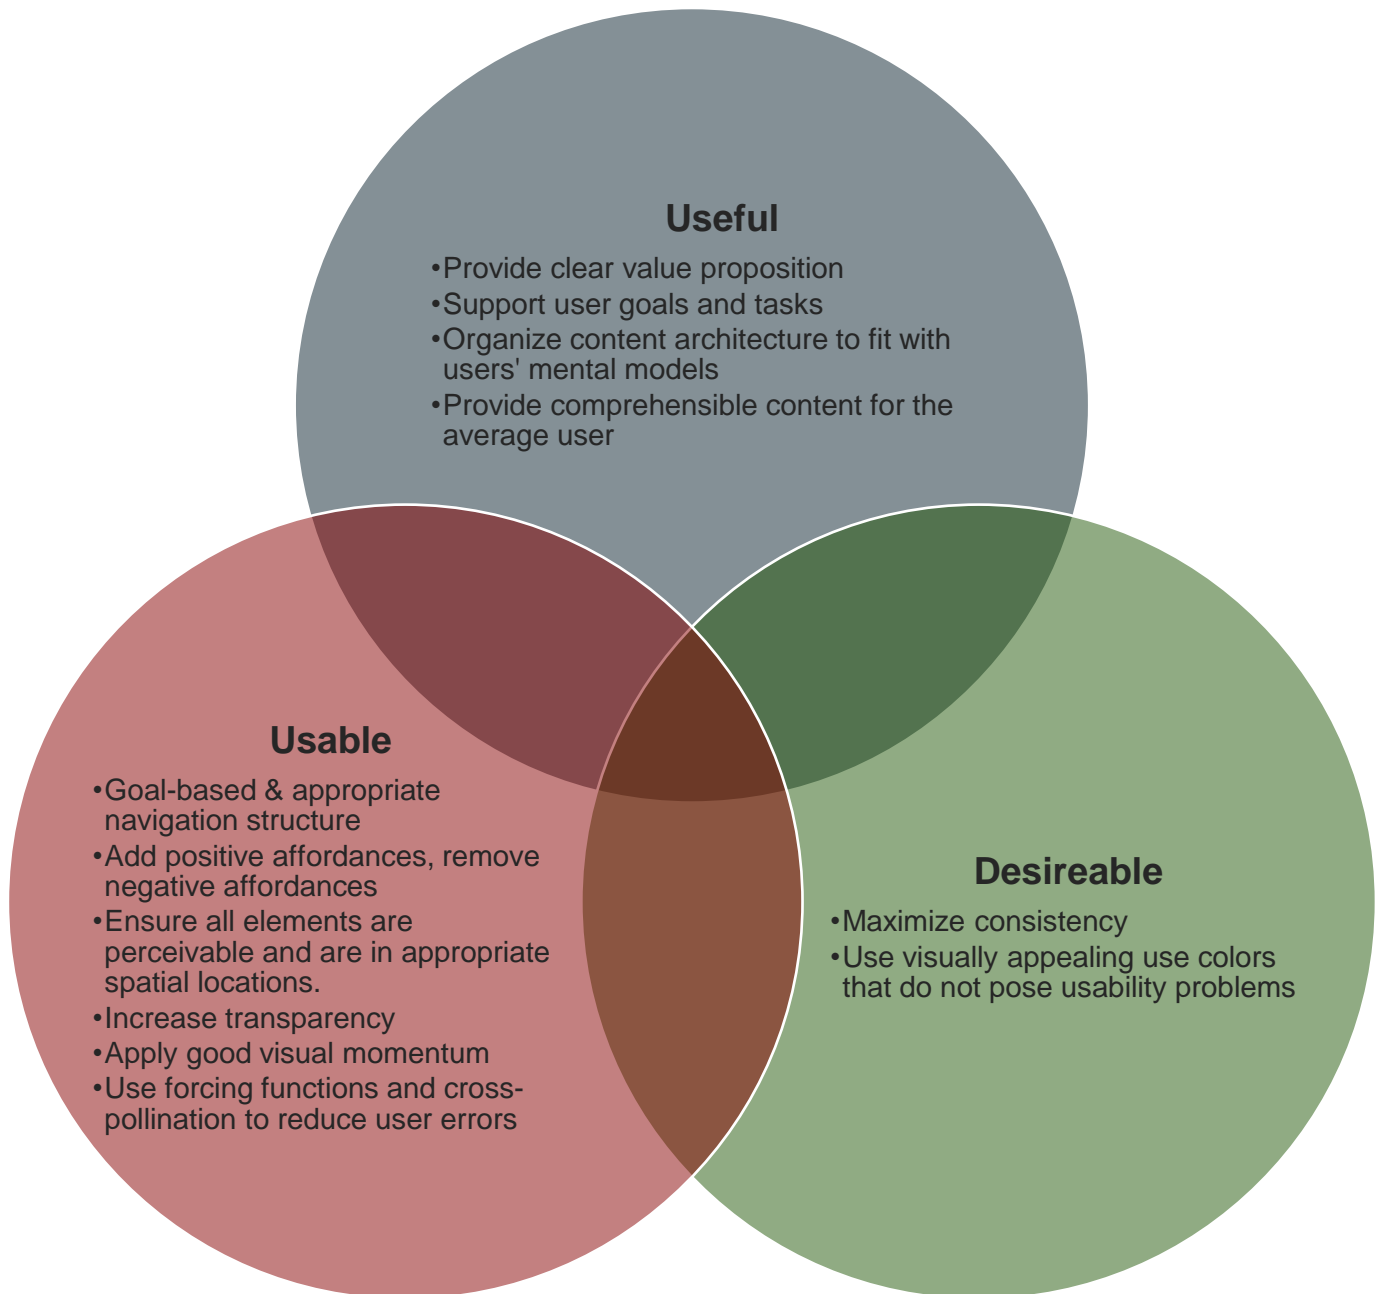 Useful
•Provide clear value proposition
•Support user goals and tasks
•Organize content architecture to fit with
users' mental models
•Provide comprehensible content for the
average user
Usable
•Goal-based & appropriate
navigation structure
•Add positive affordances, remove
negative affordances
•Ensure all elements are
perceivable and are in appropriate
spatial locations.
•Increase transparency
•Apply good visual momentum
•Use forcing functions and cross-
pollination to reduce user errors
Desireable
•Maximize consistency
•Use visually appealing use colors
that do not pose usability problems